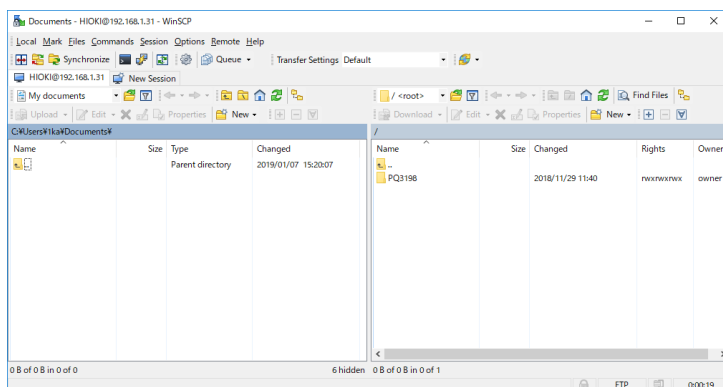 Documents - HIOKI@192.168.1.31 - WinSCP
Local Mark Files Commands Session Options Remote Help
Synchronize Queue Transfer Settings Default
HIOKI@192.168.1.31 New Session
My documents / <root> Find Files
Upload Edit Properties New Download Edit Properties New
C:¥Users¥1ka¥Documents¥ /
Name Size Type Changed Name Size Changed Rights Owner
.. Parent directory 2019/01/07 15:20:07 ..
PQ3198 2018/11/29 11:40 rwxrwxrwx owner
0 B of 0 B in 0 of 0 6 hidden 0 B of 0 B in 0 of 1
FTP 0:00:19